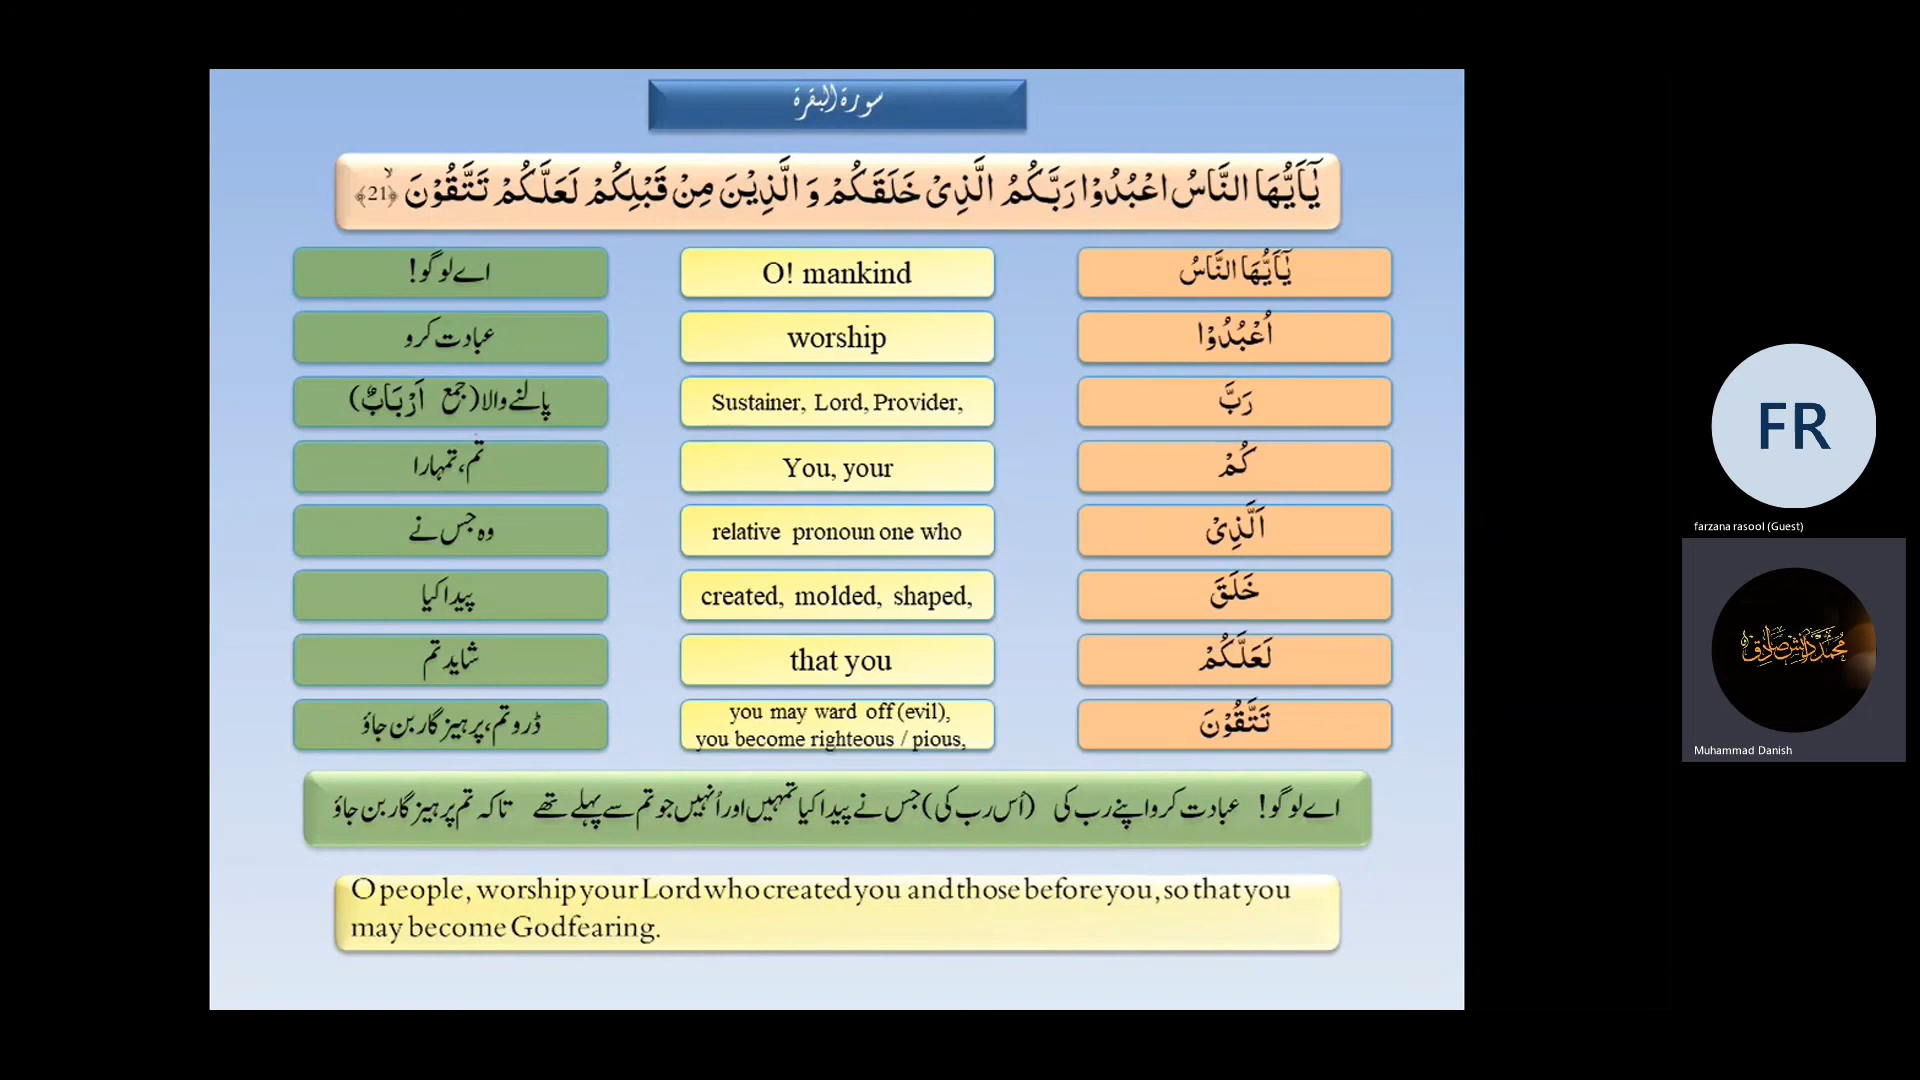 سورة البقرة
يٰٓاَيُّهَا النَّاسُ اعْبُدُوْا رَبَّكُمُ الَّذِىْ خَلَقَكُمْ وَ الَّذِيْنَ مِنْ قَبْلِكُمْ لَعَلَّكُمْ تَتَّقُوْنَ ۙ﴿21﴾
يٰٓاَيُّهَا النَّاسُ
O! mankind
اے لوگو!
اُعْبُدُوْا
worship
عبادت کرو
رَبَّ
Sustainer, Lord, Provider,
پالنے والا (جمع اَرْبَابٌ)
كُمْ
You, your
تم، تمہارا
اَلَّذِىْ
relative pronoun one who
وہ جس نے
خَلَقَ
created, molded, shaped,
پیدا کیا
لَعَلَّكُمْ
that you
شاید تم
تَتَّقُوْنَ
you may ward off (evil),
you become righteous / pious,
ڈرو تم، پرہیز گار بن جاؤ
اے لوگو! عبادت کرو اپنے رب کی (اُس رب کی) جس نے پیدا کیا تمہیں اور اُنہیں جو تم سے پہلے تھے تاکہ تم پرہیز گار بن جاؤ
O people, worship your Lord who created you and those before you, so that you
may become Godfearing.
FR
farzana rasool (Guest)
محمد دانش صادق
Muhammad Danish